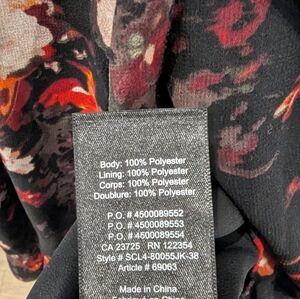 Body: 100% Polyester
Lining: 100% Polyester
Corps: 100% Polyester
Doublure: 100% Polyester
P.O. # 4500089552
P.O. # 4500089553
P.O. # 4500089554
CA 23725 RN 122354
Style # SCL4-80055JK-38
Article # 69063
Made in China